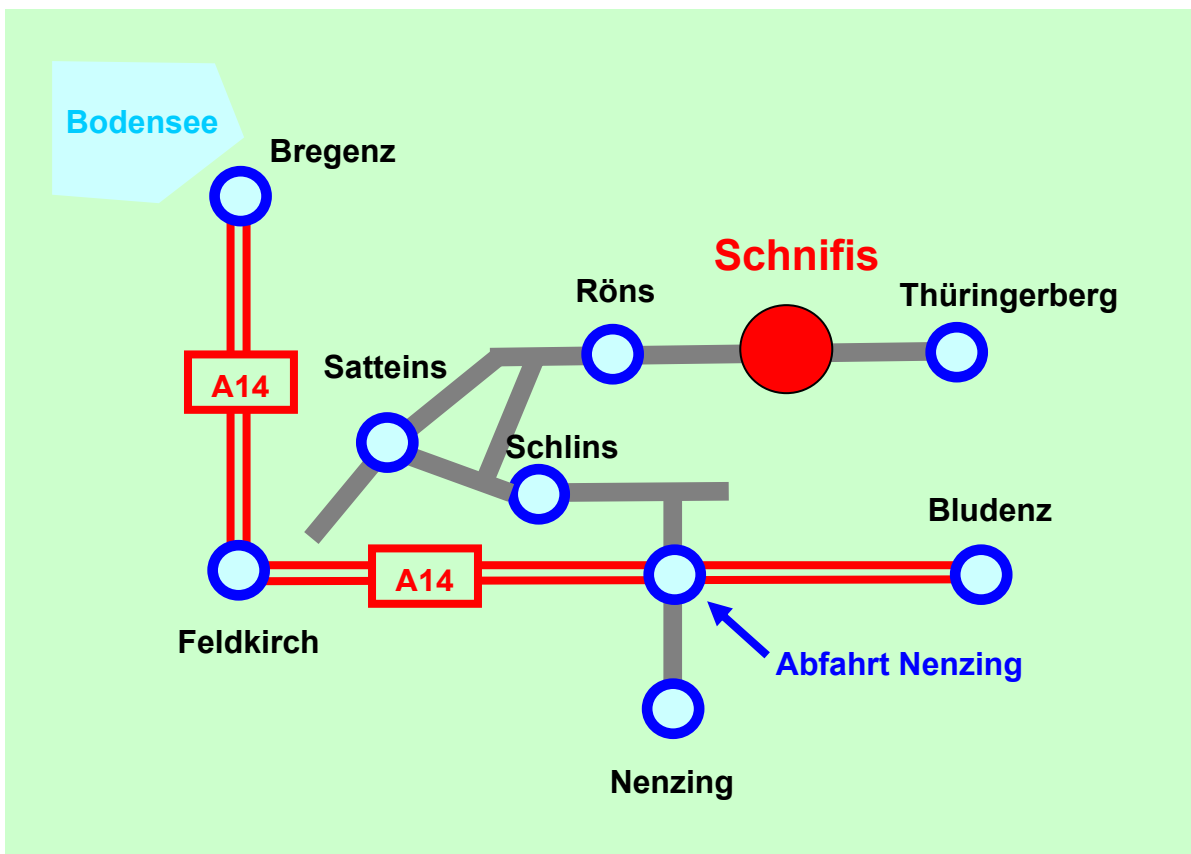 Bodensee
Bregenz
Schnifis
Röns
Thüringerberg
Satteins
A14
Schlins
Bludenz
A14
Feldkirch
Abfahrt Nenzing
Nenzing